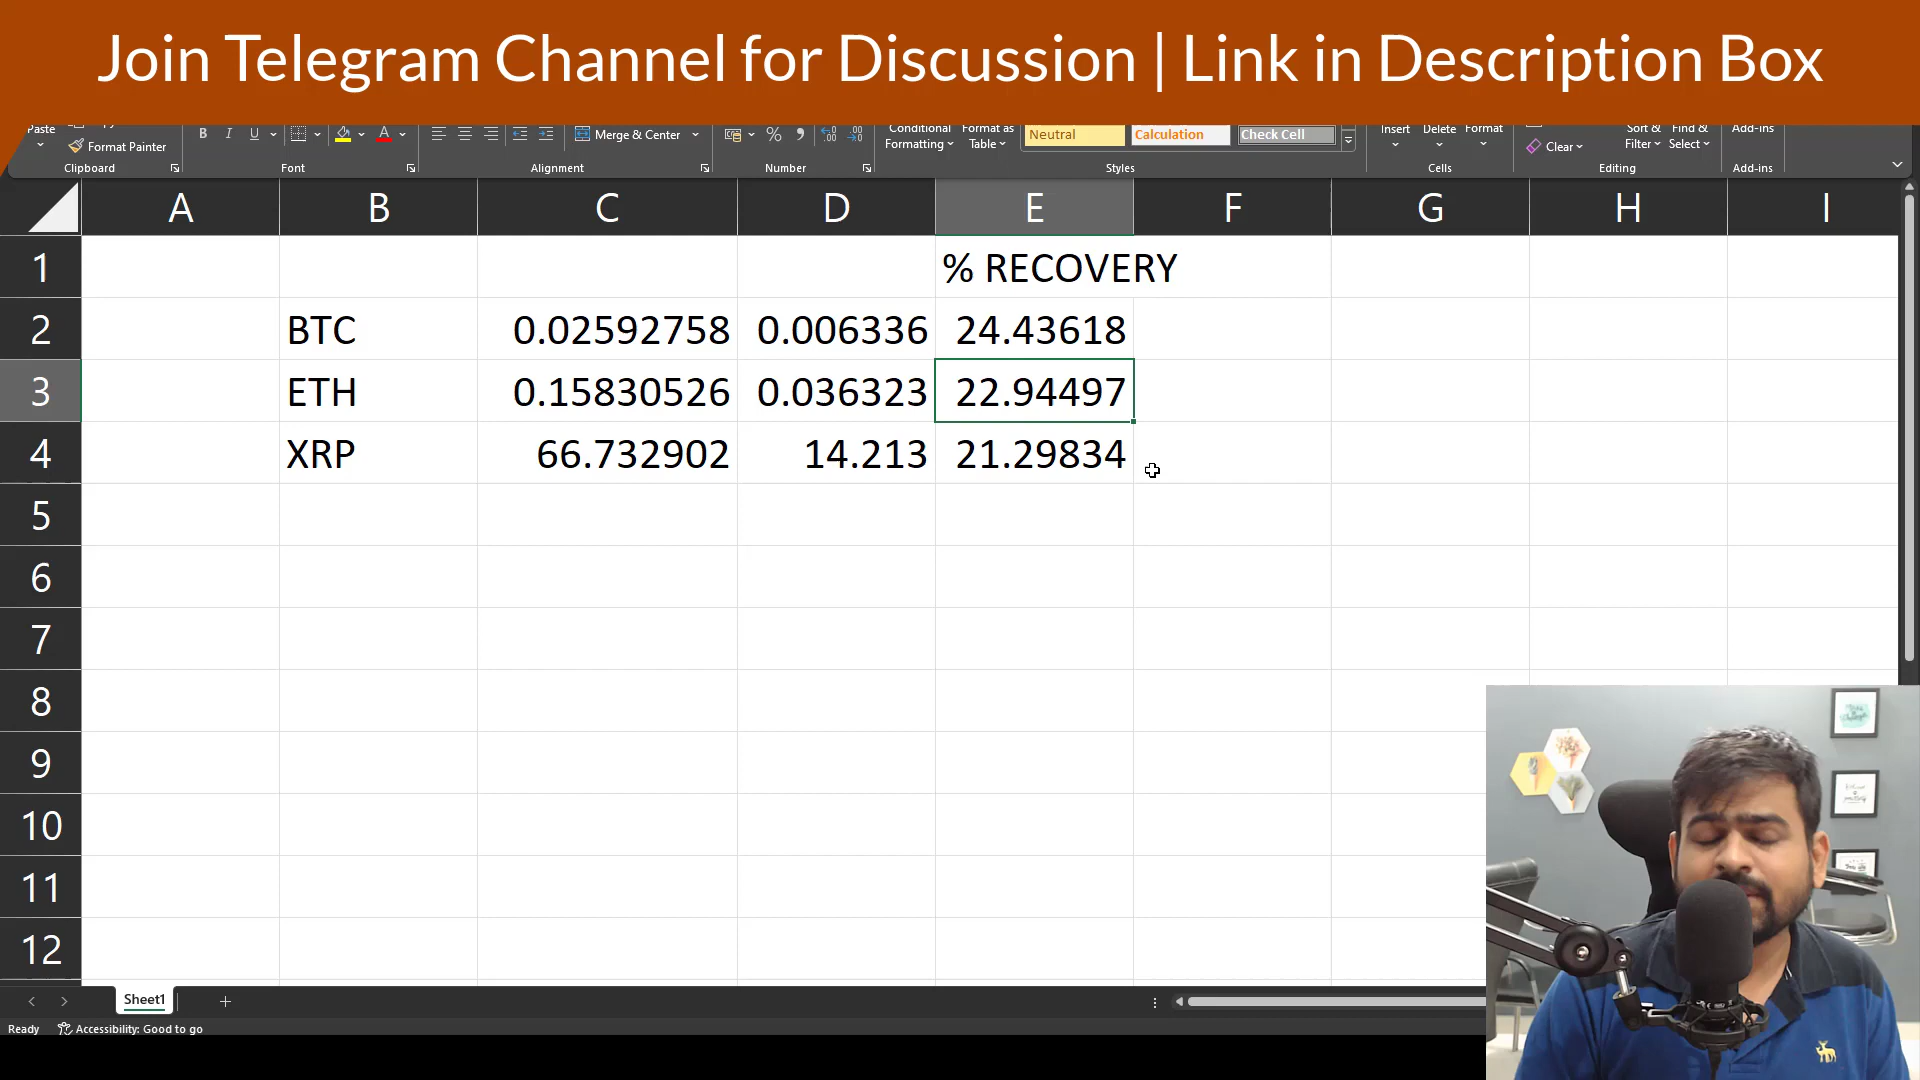 Join Telegram Channel for Discussion | Link in Description Box
Paste
Format Painter
B I U
A
Merge & Center
%
Conditional Formatting
Format as Table
Neutral
Calculation
Check Cell
Insert
Delete
Format
Clear
Sort & Filter
Find & Select
Add-ins
Clipboard
Font
Alignment
Number
Styles
Cells
Editing
Add-ins
A B C D E F G H I
1 % RECOVERY
2 BTC 0.02592758 0.006336 24.43618
3 ETH 0.15830526 0.036323 22.94497
4 XRP 66.732902 14.213 21.29834
5
6
7
8
9
10
11
12
Sheet1
Ready
Accessibility: Good to go